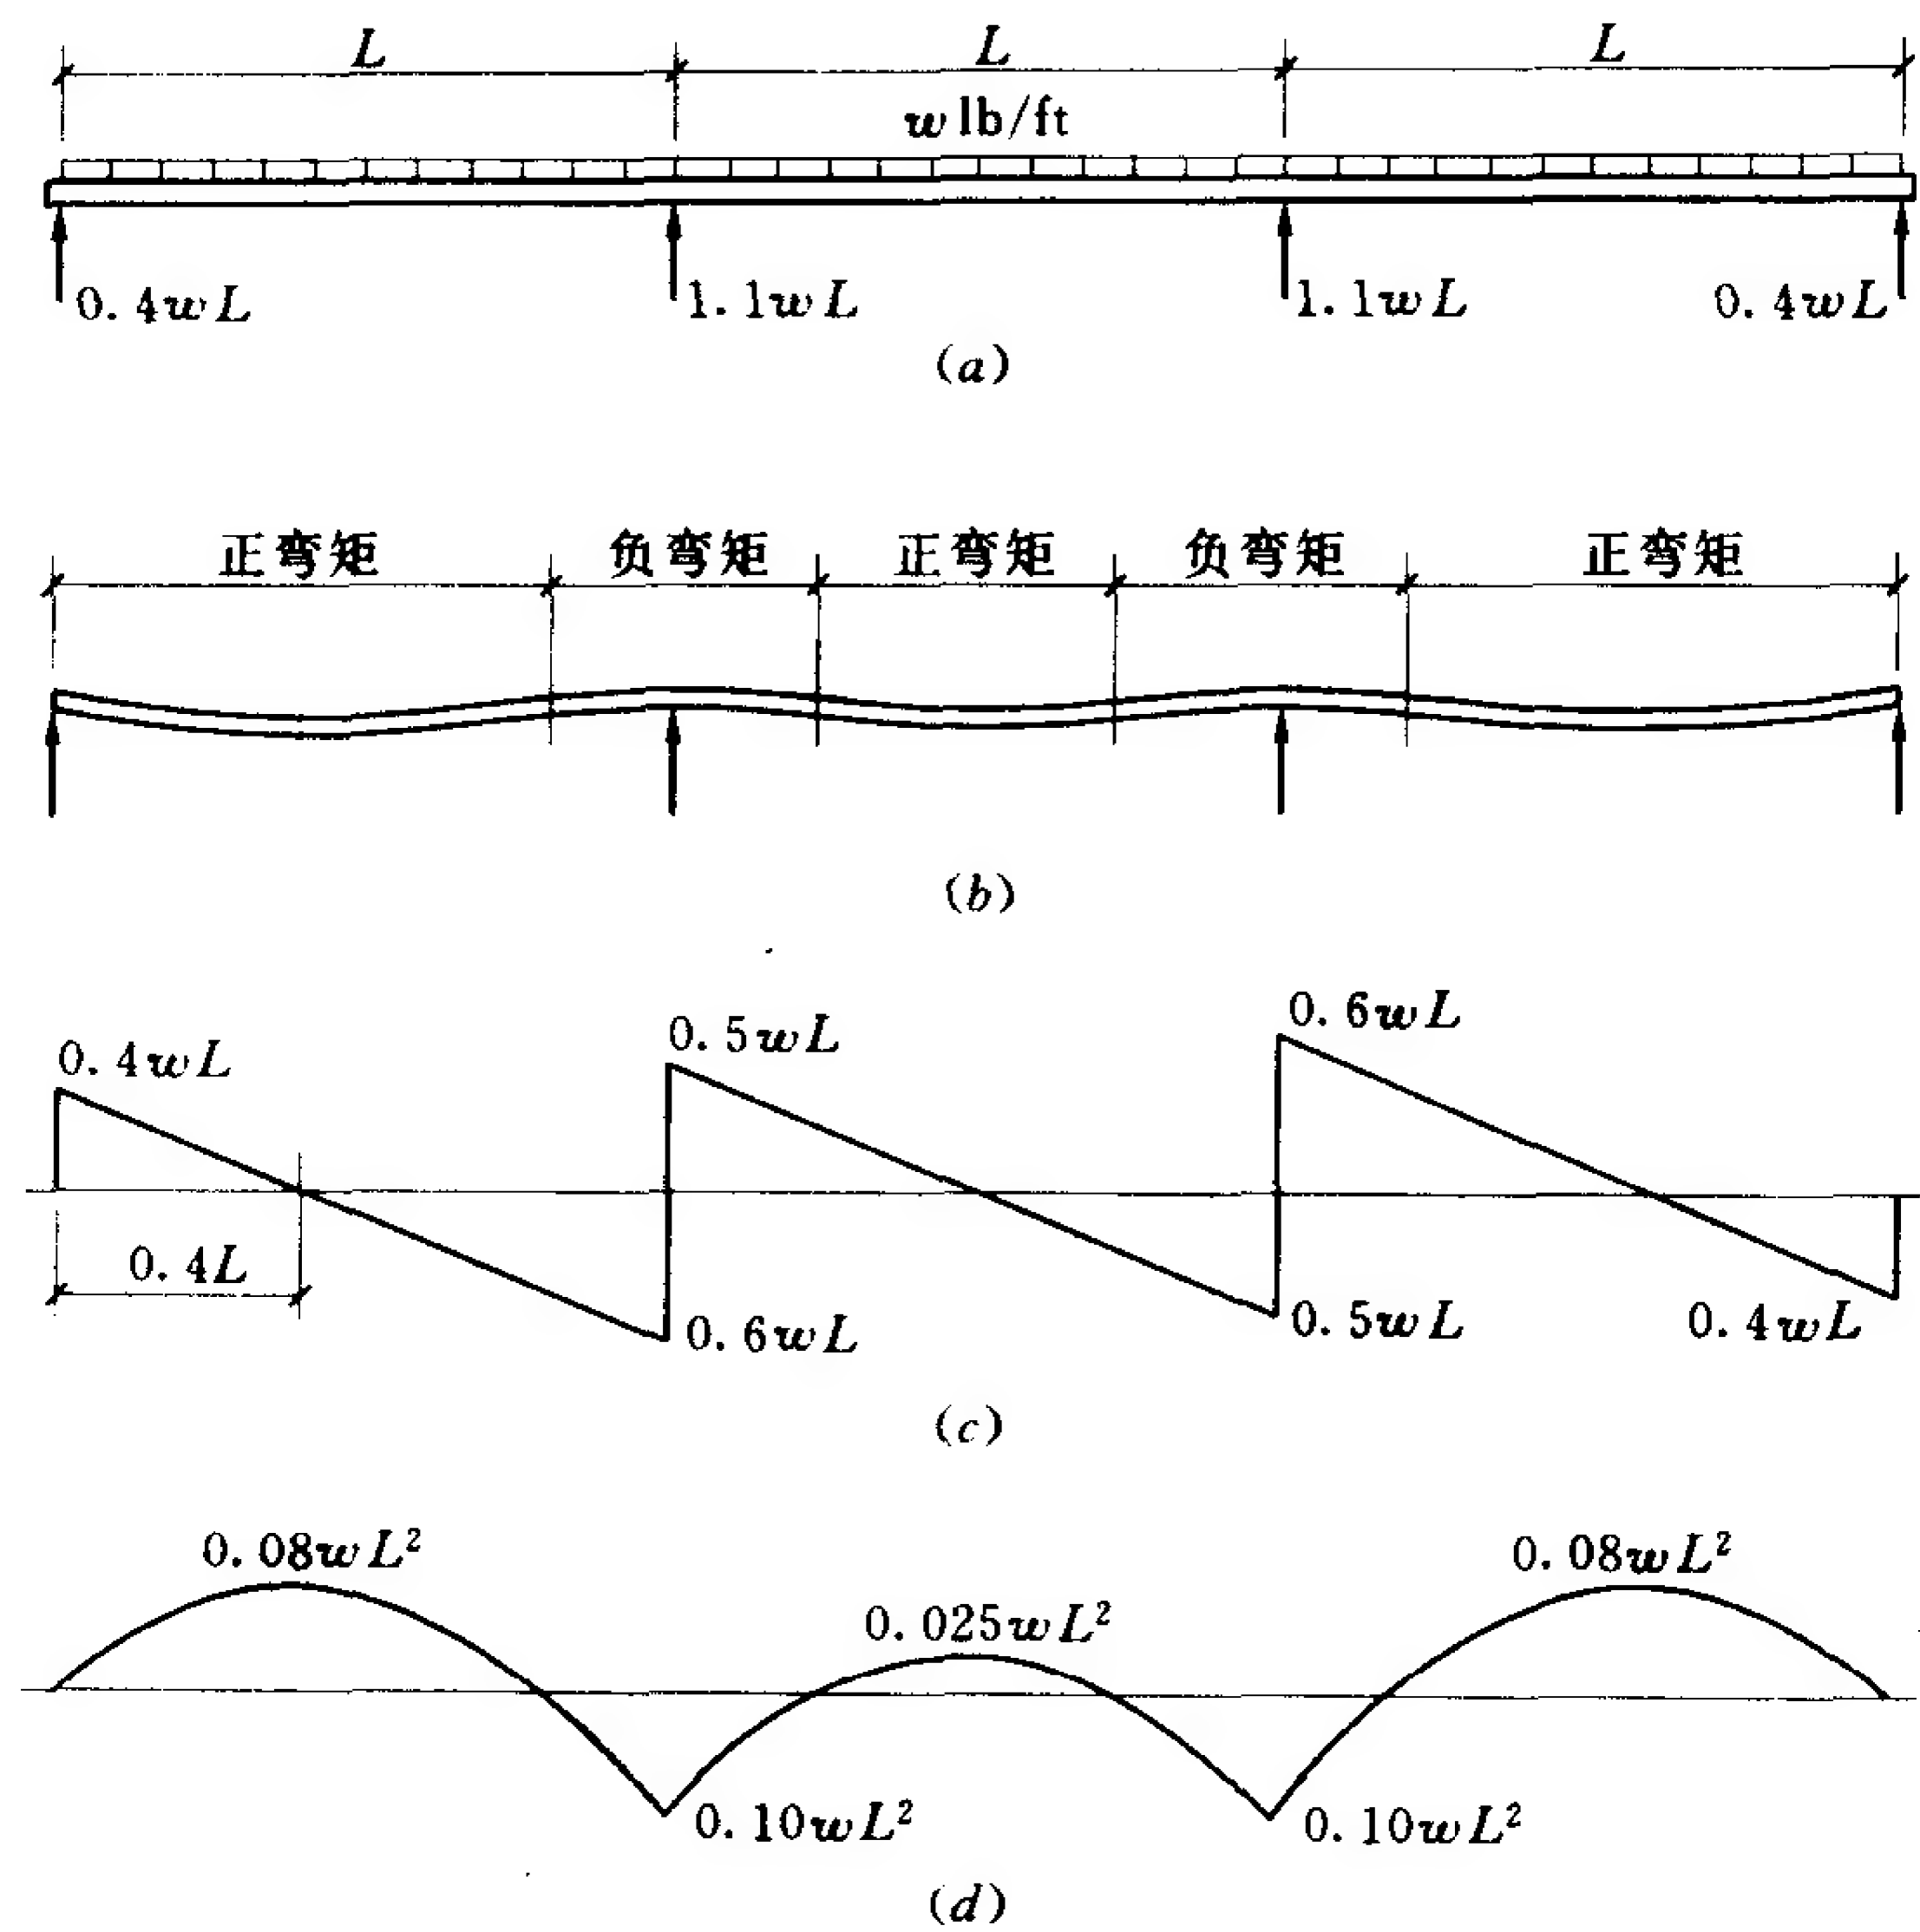 L L L
w lb/ft
0.4wL 1.1wL 1.1wL 0.4wL
(a)
正弯矩 负弯矩 正弯矩 负弯矩 正弯矩
(b)
0.6wL
0.5wL
0.4wL
0.4L
0.6wL 0.5wL 0.4wL
(c)
0.08wL² 0.08wL²
0.025wL²
0.10wL² 0.10wL²
(d)